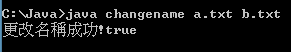 C:\Java>java changename a.txt b.txt
更改名稱成功!true